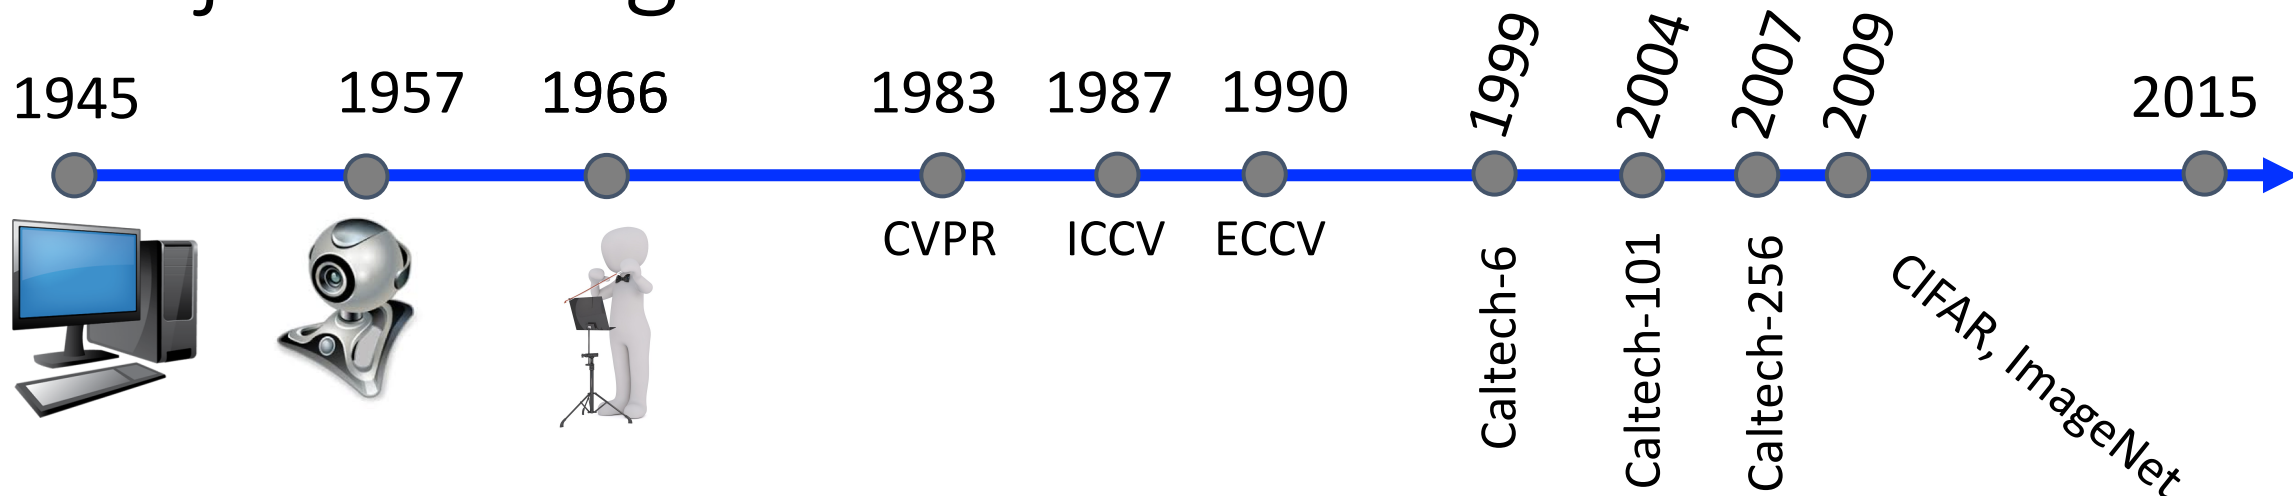 1945 1957 1966 1983 1987 1990 1999 2004 2007 2009 2015
CVPR ICCV ECCV
Caltech-6
Caltech-101
Caltech-256
CIFAR, ImageNet